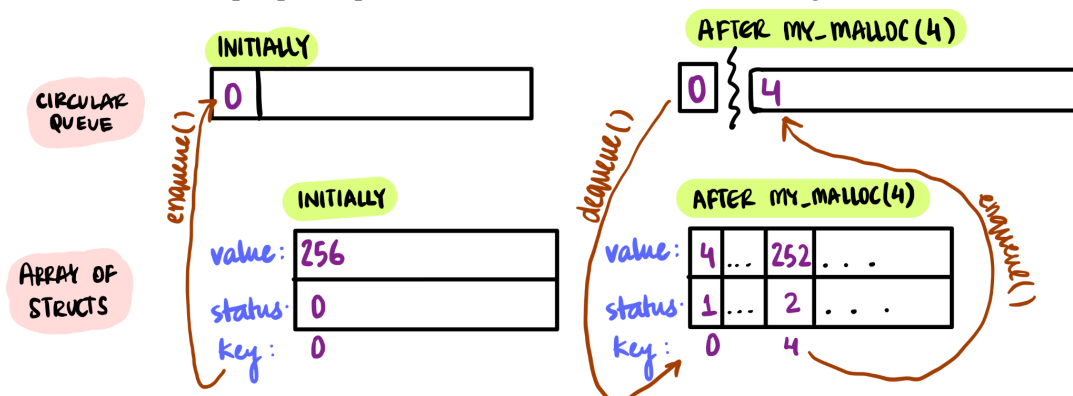 INITIALLY
AFTER MY_MALLOC(4)
CIRCULAR
QUEUE
0
0
4
enqueue()
dequeue()
enqueue()
INITIALLY
AFTER MY_MALLOC(4)
ARRAY OF
STRUCTS
value: 256
status: 0
key: 0
value: 4 ... 252 . . .
status: 1 ... 2 . . .
key: 0 4